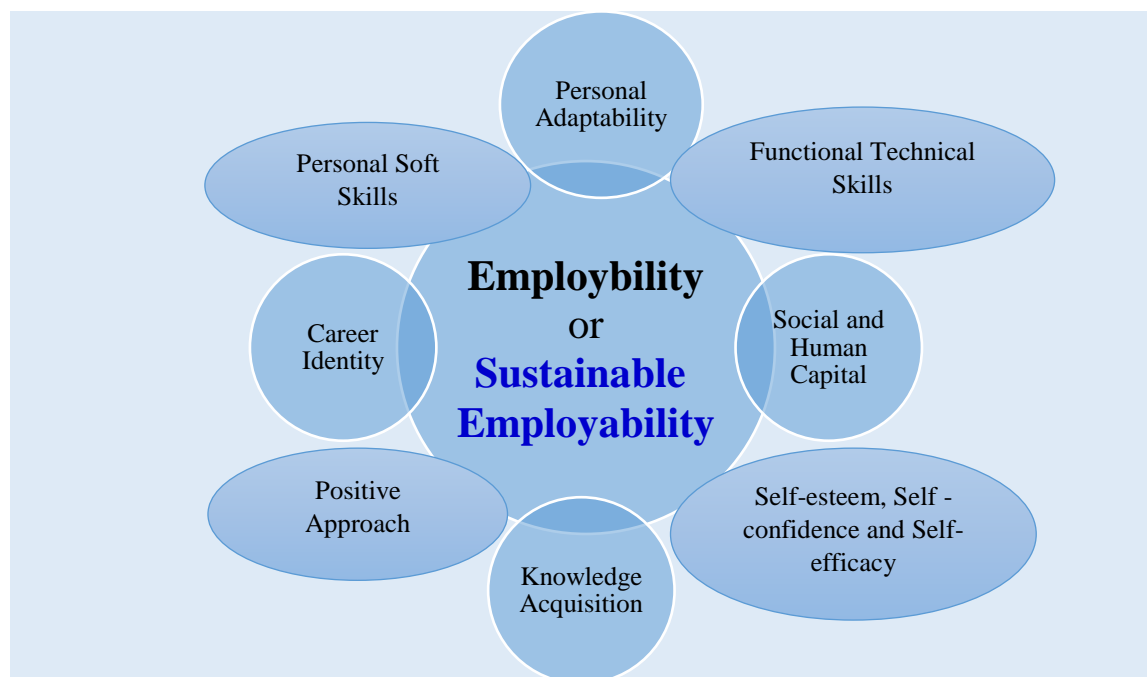 Personal
Adaptability
Personal Soft
Skills
Functional Technical
Skills
Employbility
or
Sustainable
Employability
Career
Identity
Social and
Human
Capital
Positive
Approach
Self-esteem, Self -
confidence and Self-
efficacy
Knowledge
Acquisition